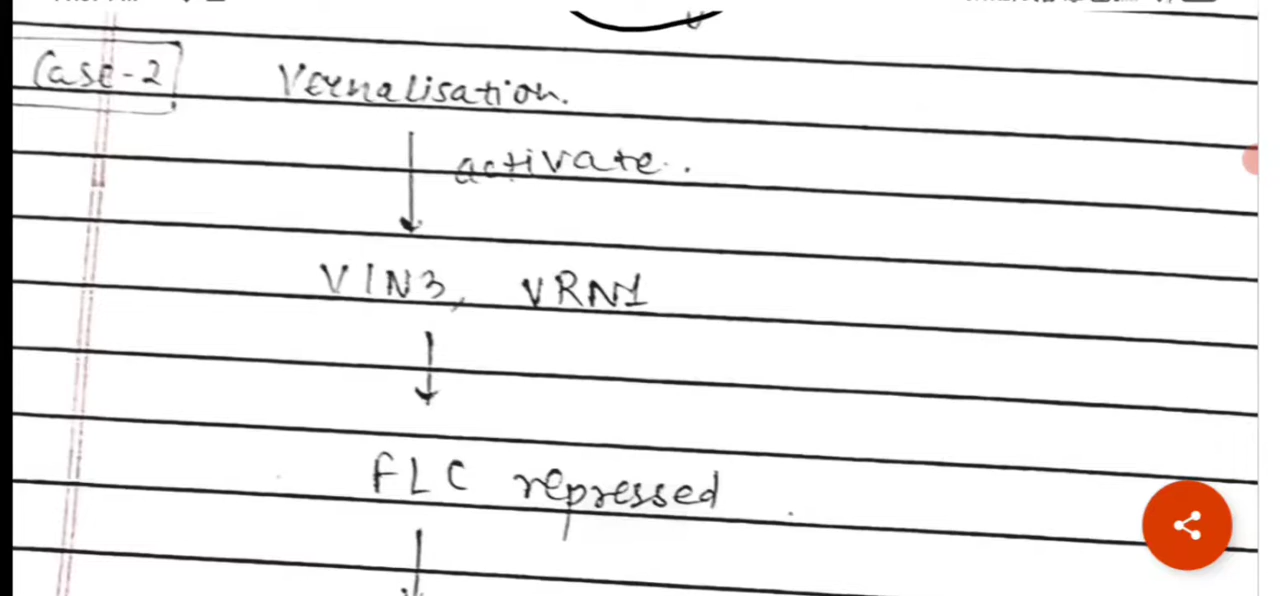 Case-2
Vernalisation.
activate.
VIN3, VRN1
FLC repressed